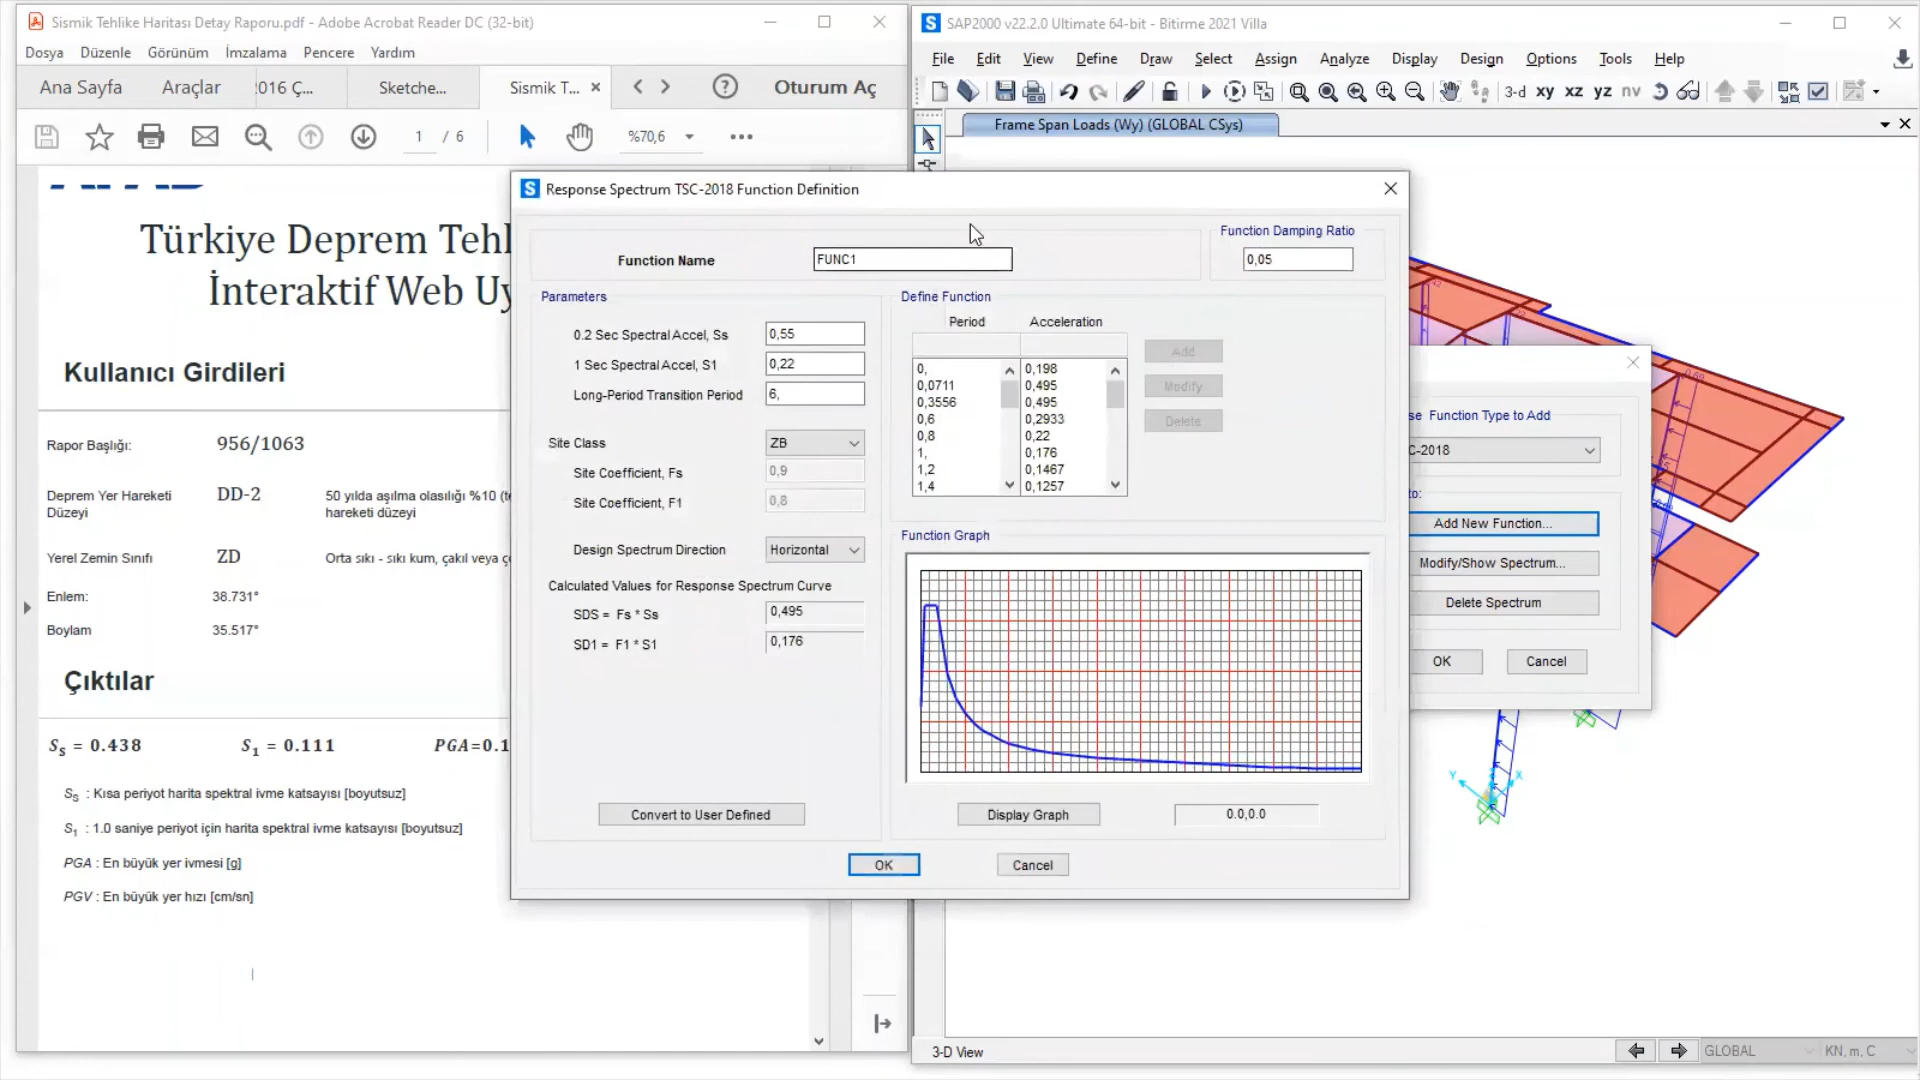 Sismik Tehlike Haritası Detay Raporu.pdf - Adobe Acrobat Reader DC (32-bit)
Dosya Düzenle Görünüm İmzalama Pencere Yardım
Ana Sayfa Araçlar 2016 Ç... Sketche... Sismik T... × Oturum Aç
1 / 6 %70,6
Türkiye Deprem Tehl
İnteraktif Web Uy
Kullanıcı Girdileri
Rapor Başlığı: 956/1063
Deprem Yer Hareketi Düzeyi DD-2 50 yılda aşılma olasılığı %10 (te
hareketi düzeyi
Yerel Zemin Sınıfı ZD Orta sıkı - sıkı kum, çakıl veya ç
Enlem: 38.731°
Boylam 35.517°
Çıktılar
SS = 0.438 S1 = 0.111 PGA=0.1
SS : Kısa periyot harita spektral ivme katsayısı [boyutsuz]
S1 : 1.0 saniye periyot için harita spektral ivme katsayısı [boyutsuz]
PGA : En büyük yer ivmesi [g]
PGV : En büyük yer hızı [cm/sn]
SAP2000 v22.2.0 Ultimate 64-bit - Bitirme 2021 Villa
File Edit View Define Draw Select Assign Analyze Display Design Options Tools Help
3-d xy xz yz nv
Frame Span Loads (Wy) (GLOBAL CSys)
Response Spectrum TSC-2018 Function Definition
Function Name FUNC1
Function Damping Ratio
0,05
Parameters
0.2 Sec Spectral Accel, Ss 0,55
1 Sec Spectral Accel, S1 0,22
Long-Period Transition Period 6,
Site Class ZB
Site Coefficient, Fs 0,9
Site Coefficient, F1 0,8
Design Spectrum Direction Horizontal
Calculated Values for Response Spectrum Curve
SDS = Fs * Ss 0,495
SD1 = F1 * S1 0,176
Convert to User Defined
Define Function
Period Acceleration
0, 0,198
0,0711 0,495
0,3556 0,495
0,6 0,2933
0,8 0,22
1, 0,176
1,2 0,1467
1,4 0,1257
Add
Modify
Delete
Function Graph
Display Graph 0.0,0.0
OK Cancel
se Function Type to Add
C-2018
to:
Add New Function...
Modify/Show Spectrum...
Delete Spectrum
OK Cancel
Y X
3-D View GLOBAL KN, m, C